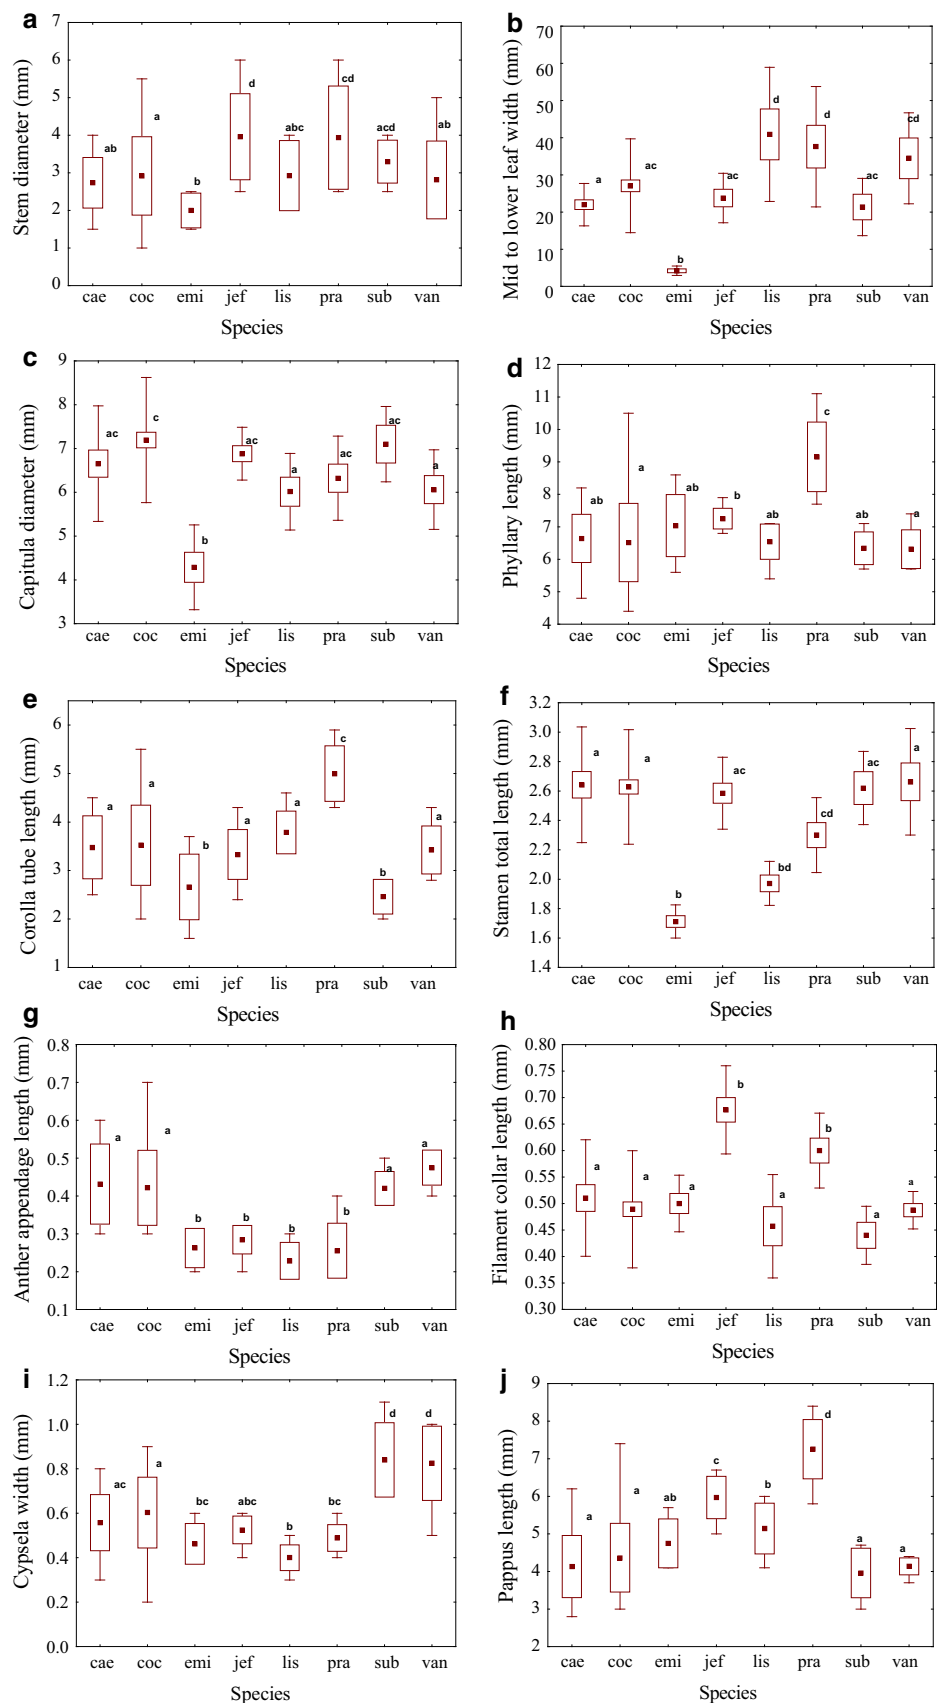 a
Stem diameter (mm)
7
6
5
4
3
2
1
0
ab
a
b
d
abc
cd
acd
ab
cae coc emi jef lis pra sub van
Species
b
Mid to lower leaf width (mm)
70
60
50
40
30
20
10
0
a
ac
b
ac
d
d
ac
cd
cae coc emi jef lis pra sub van
Species
c
Capitula diameter (mm)
9
8
7
6
5
4
3
ac
c
b
ac
a
ac
ac
a
cae coc emi jef lis pra sub van
Species
d
Phyllary length (mm)
12
11
10
9
8
7
6
5
4
ab
a
ab
b
ab
c
ab
a
cae coc emi jef lis pra sub van
Species
e
Corolla tube length (mm)
6
5
4
3
2
1
a
a
b
a
a
c
b
a
cae coc emi jef lis pra sub van
Species
f
Stamen total length (mm)
3.2
3.0
2.8
2.6
2.4
2.2
2.0
1.8
1.6
1.4
a
a
b
ac
bd
cd
ac
a
cae coc emi jef lis pra sub van
Species
g
Anther appendage length (mm)
0.8
0.7
0.6
0.5
0.4
0.3
0.2
0.1
a
a
b
b
b
b
a
a
cae coc emi jef lis pra sub van
Species
h
Filament collar length (mm)
0.80
0.75
0.70
0.65
0.60
0.55
0.50
0.45
0.40
0.35
0.30
a
a
a
b
a
b
a
a
cae coc emi jef lis pra sub van
Species
i
Cypsela width (mm)
1.2
1.0
0.8
0.6
0.4
0.2
0.0
ac
a
bc
abc
b
bc
d
d
cae coc emi jef lis pra sub van
Species
j
Pappus length (mm)
9
8
7
6
5
4
3
2
a
a
ab
c
b
d
a
a
cae coc emi jef lis pra sub van
Species